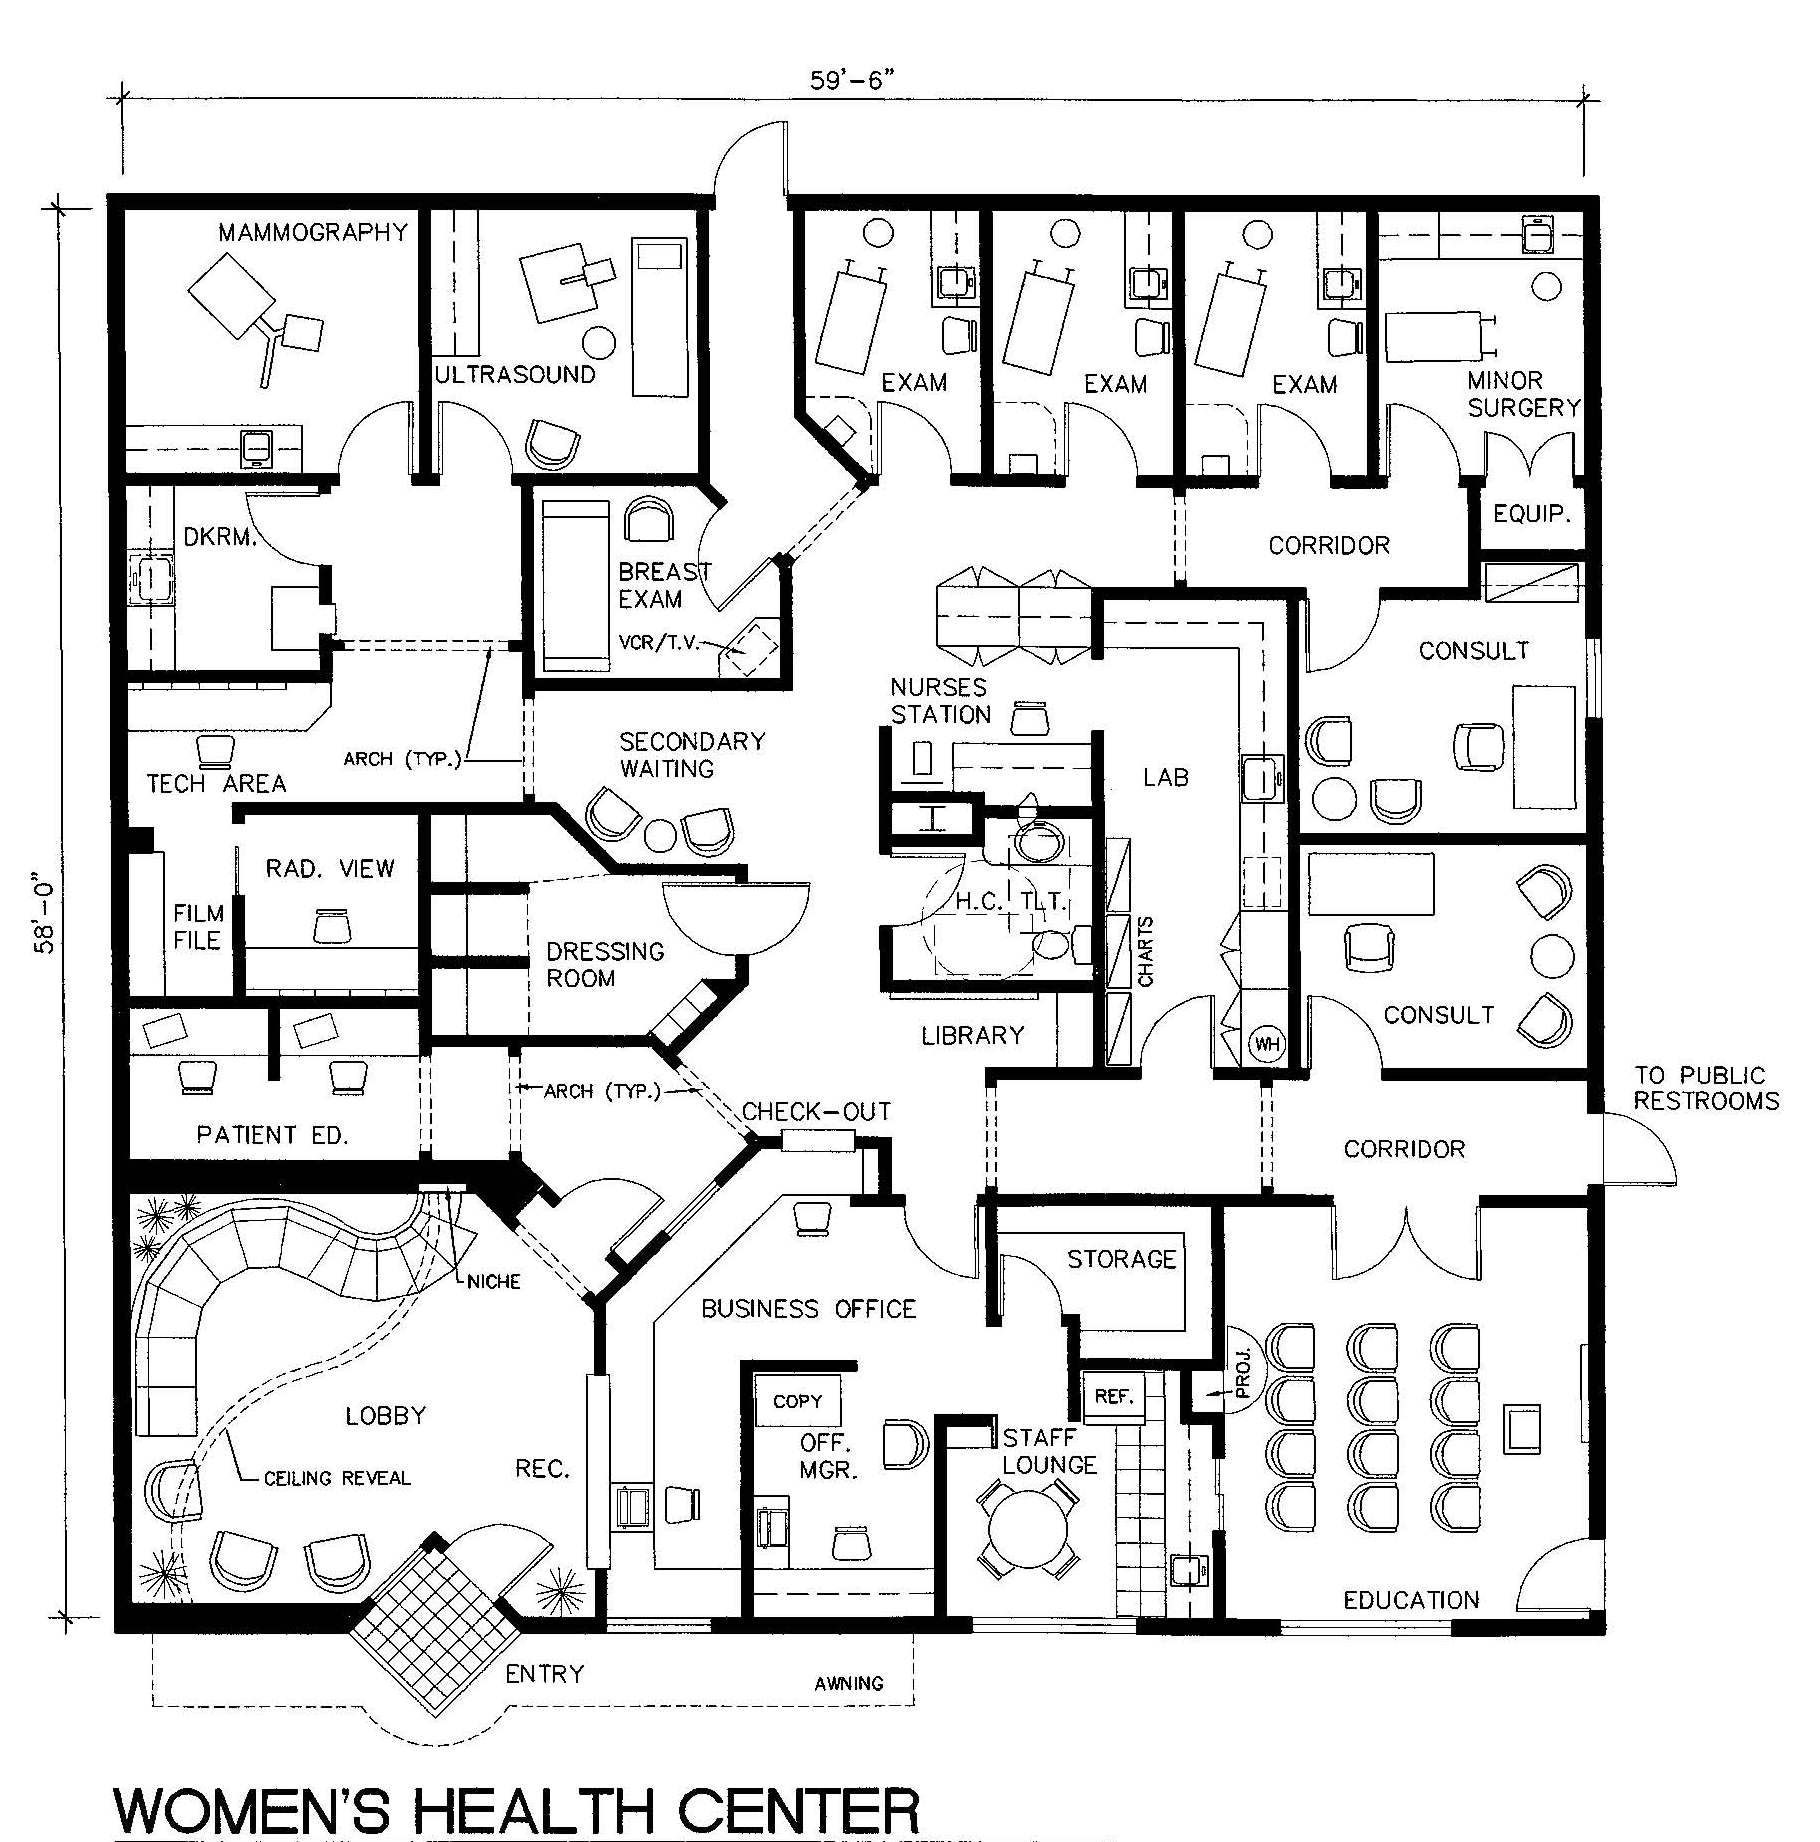 59'-6"
MAMMOGRAPHY
ULTRASOUND
EXAM
EXAM
EXAM
MINOR
SURGERY
DKRM.
BREAST
EXAM
VCR/T.V.
CORRIDOR
EQUIP.
CONSULT
NURSES
STATION
ARCH (TYP.)
SECONDARY
WAITING
TECH AREA
LAB
58'-0"
RAD. VIEW
FILM
FILE
DRESSING
ROOM
H.C. TLT.
CHARTS
LIBRARY
WH
CONSULT
ARCH (TYP.)
CHECK-OUT
TO PUBLIC
RESTROOMS
PATIENT ED.
CORRIDOR
NICHE
STORAGE
BUSINESS OFFICE
PROJ.
LOBBY
COPY
REF.
OFF.
MGR.
STAFF
LOUNGE
REC.
CEILING REVEAL
EDUCATION
ENTRY
AWNING
WOMEN'S HEALTH CENTER